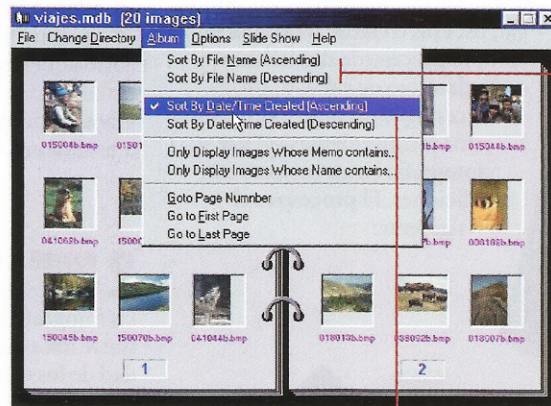 viajes.mdb (20 images)
File Change Directory Album Options Slide Show Help
Sort By File Name (Ascending)
Sort By File Name (Descending)
Sort By Date/Time Created (Ascending)
Sort By Date/Time Created (Descending)
Only Display Images Whose Memo contains...
Only Display Images Whose Name contains...
Goto Page Numnber
Go to First Page
Go to Last Page
015004b.bmp
015044b.bmp
150045b.bmp 150070b.bmp 041044b.bmp 018013b.bmp 038092b.bmp 018007b.bmp
1 2